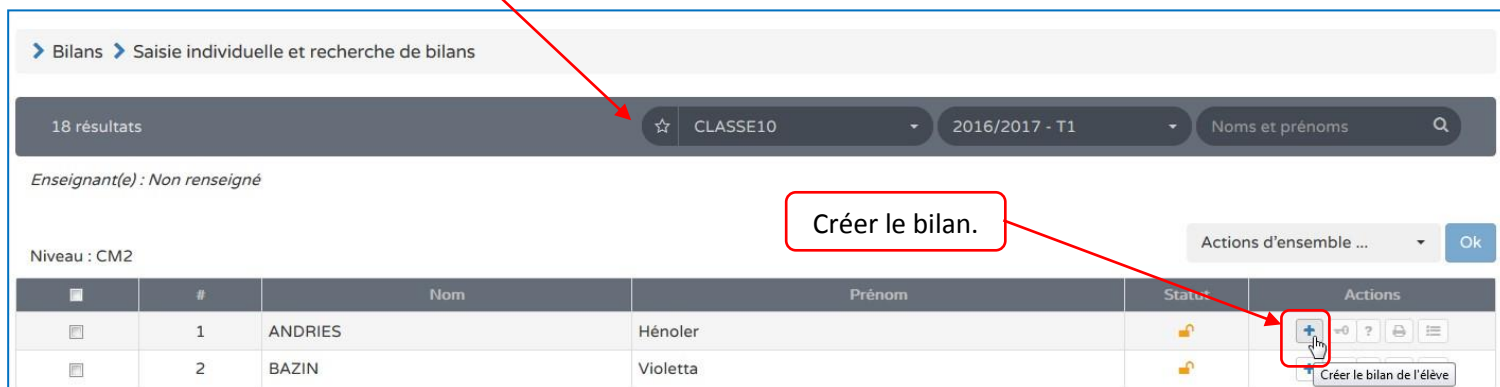 Bilans Saisie individuelle et recherche de bilans
18 résultats CLASSE10 2016/2017 - T1 Noms et prénoms
Enseignant(e) : Non renseigné
Créer le bilan.
Actions d'ensemble ... Ok
Niveau : CM2
# Nom Prénom Statut Actions
1 ANDRIES Hénoler ?
2 BAZIN Violetta
Créer le bilan de l'élève